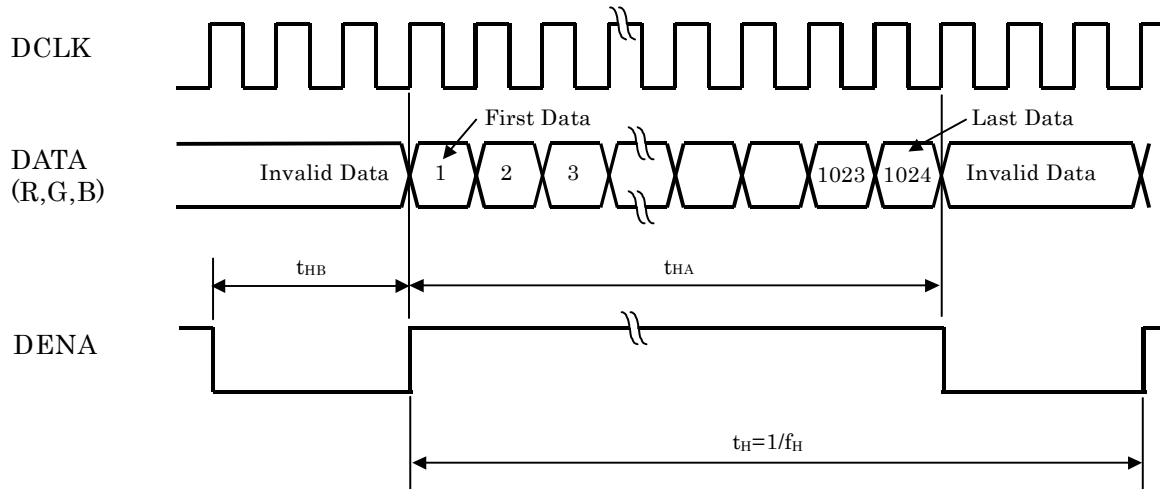 DCLK
First Data
Last Data
DATA
(R,G,B)
Invalid Data
1
2
3
1023
1024
Invalid Data
tHB
tHA
DENA
tH=1/fH